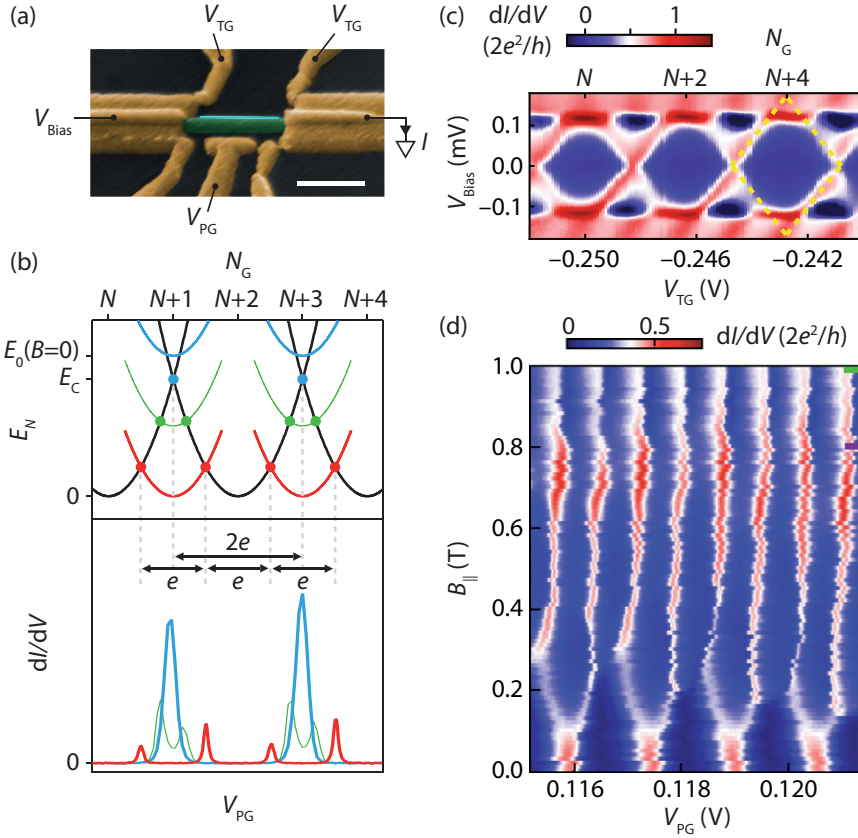 (a)
V_TG
V_TG
V_Bias
I
V_PG
(b)
N_G
N
N+1
N+2
N+3
N+4
E_0(B=0)
E_C
E_N
0
2e
e
e
e
dI/dV
0
V_PG
(c)
dI/dV
(2e²/h)
0
1
N_G
N
N+2
N+4
V_Bias (mV)
0.1
0.0
−0.1
−0.250
−0.246
−0.242
V_TG (V)
(d)
0
0.5
dI/dV (2e²/h)
B_∥ (T)
1.0
0.8
0.6
0.4
0.2
0.0
0.116
0.118
0.120
V_PG (V)